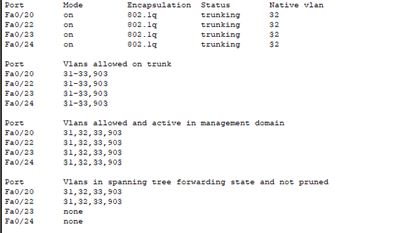 Port Mode Encapsulation Status Native vlan
Fa0/20 on 802.1q trunking 32
Fa0/22 on 802.1q trunking 32
Fa0/23 on 802.1q trunking 32
Fa0/24 on 802.1q trunking 32
Port Vlans allowed on trunk
Fa0/20 31-33,903
Fa0/22 31-33,903
Fa0/23 31-33,903
Fa0/24 31-33,903
Port Vlans allowed and active in management domain
Fa0/20 31,32,33,903
Fa0/22 31,32,33,903
Fa0/23 31,32,33,903
Fa0/24 31,32,33,903
Port Vlans in spanning tree forwarding state and not pruned
Fa0/20 31,32,33,903
Fa0/22 31,32,33,903
Fa0/23 none
Fa0/24 none